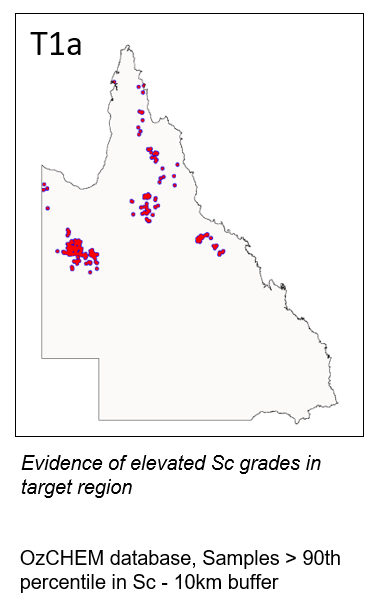 T1a
Evidence of elevated Sc grades in
target region
OzCHEM database, Samples > 90th
percentile in Sc - 10km buffer